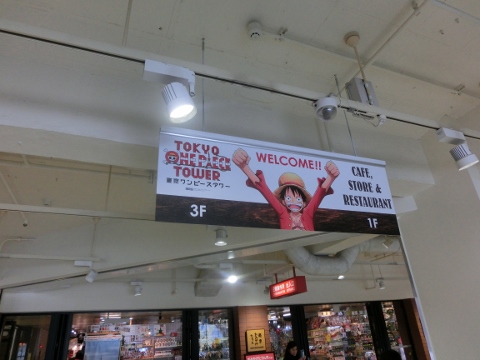 TOKYO
ONE PIECE
TOWER
東京ワンピースタワー
3F
WELCOME!!
CAFE,
STORE &
RESTAURANT
1F